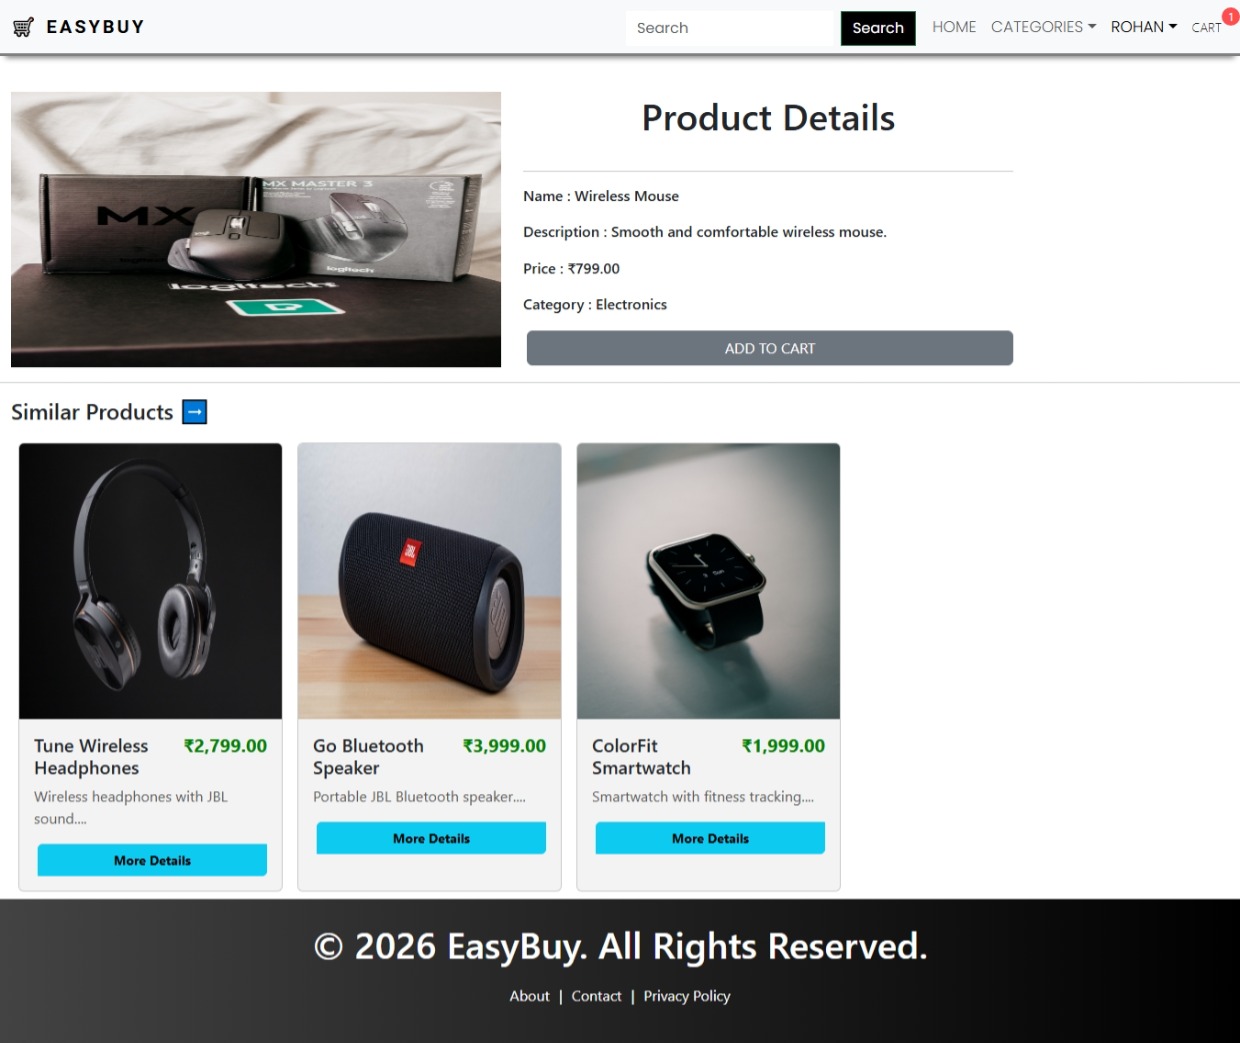 EASYBUY
Search
Search
HOME
CATEGORIES
ROHAN
CART
1
MX
MX MASTER 3
logitech
logitech
Product Details
Name : Wireless Mouse
Description : Smooth and comfortable wireless mouse.
Price : ₹799.00
Category : Electronics
ADD TO CART
Similar Products →
JBL
Tune Wireless Headphones ₹2,799.00
Wireless headphones with JBL
sound....
More Details
Go Bluetooth Speaker ₹3,999.00
Portable JBL Bluetooth speaker....
More Details
ColorFit Smartwatch ₹1,999.00
Smartwatch with fitness tracking....
More Details
© 2026 EasyBuy. All Rights Reserved.
About | Contact | Privacy Policy